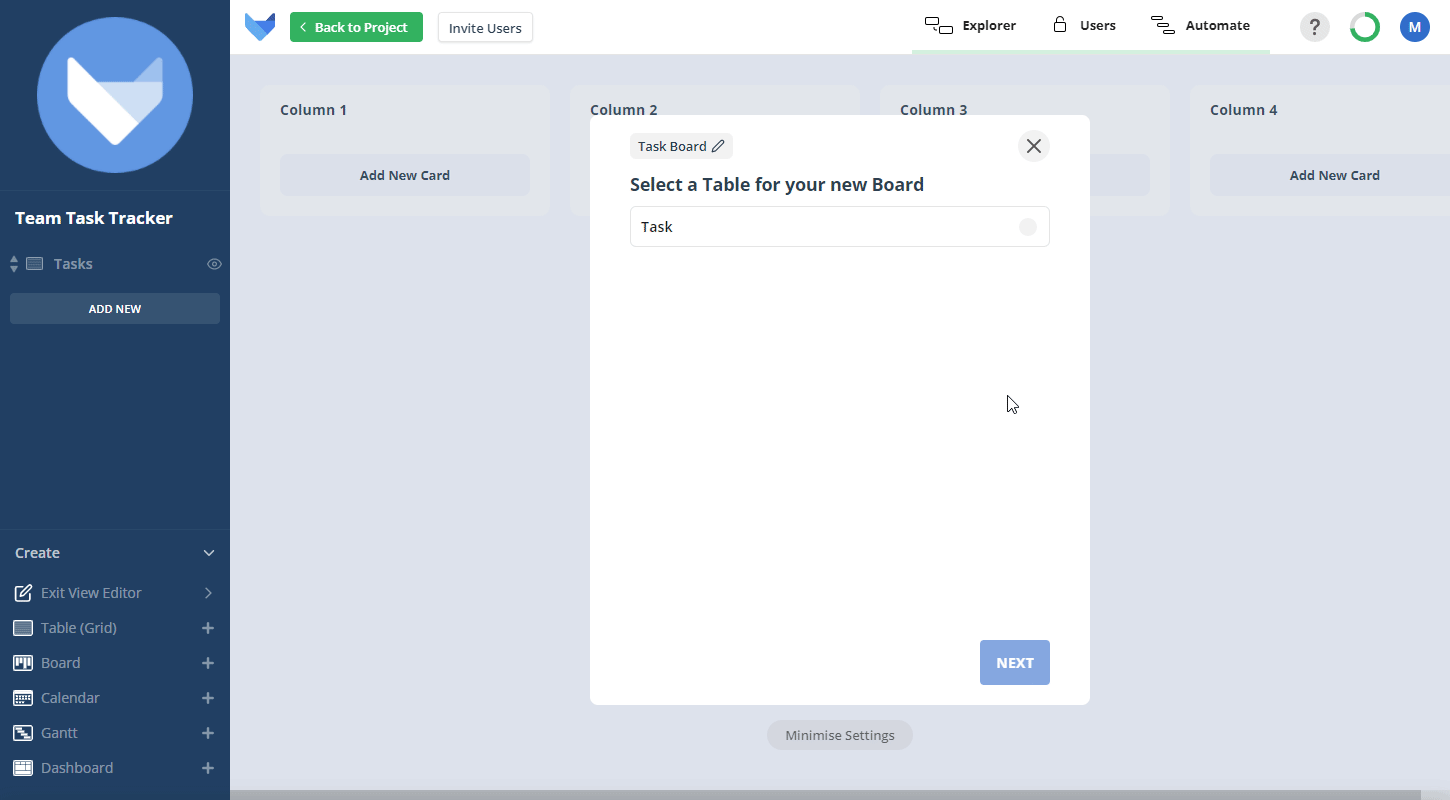 Back to Project
Invite Users
Explorer
Users
Automate
?
M
Team Task Tracker
Tasks
ADD NEW
Create
Exit View Editor
Table (Grid)
Board
Calendar
Gantt
Dashboard
Column 1
Add New Card
Column 2
Column 3
Column 4
Add New Card
Task Board
Select a Table for your new Board
Task
NEXT
Minimise Settings